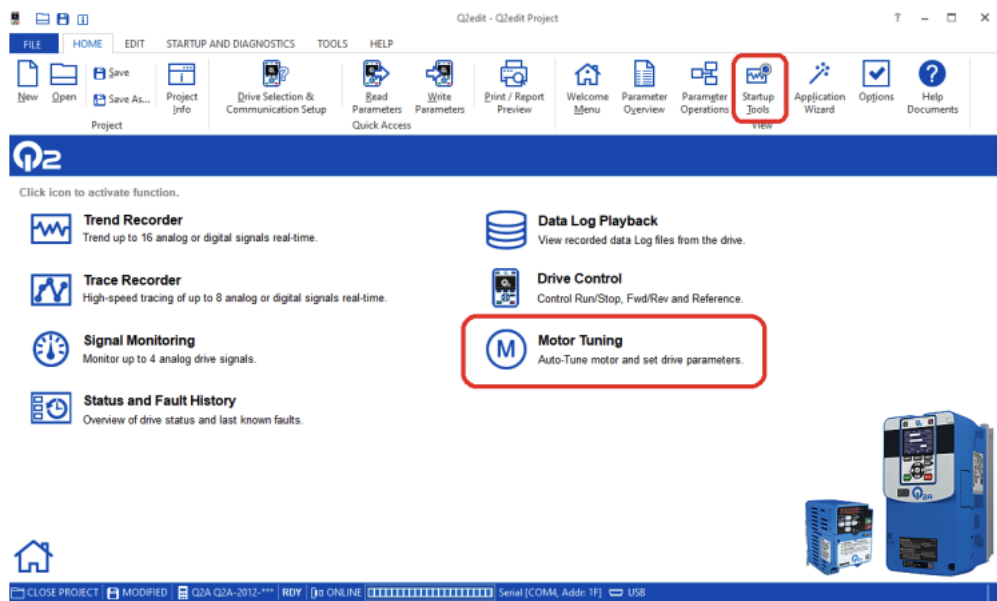 Q2edit - Q2edit Project
?
FILE HOME EDIT STARTUP AND DIAGNOSTICS TOOLS HELP
New Open Save Save As... Project Info Drive Selection & Communication Setup Read Parameters Write Parameters Print / Report Preview Welcome Menu Parameter Overview Parameter Operations Startup Tools Application Wizard Options Help Documents
Project Quick Access View
Q2
Click icon to activate function.
Trend Recorder
Trend up to 16 analog or digital signals real-time.
Trace Recorder
High-speed tracing of up to 8 analog or digital signals real-time.
Signal Monitoring
Monitor up to 4 analog drive signals.
Status and Fault History
Overview of drive status and last known faults.
Data Log Playback
View recorded data Log files from the drive.
Drive Control
Control Run/Stop, Fwd/Rev and Reference.
M
Motor Tuning
Auto-Tune motor and set drive parameters.
Q2A
CLOSE PROJECT MODIFIED Q2A Q2A-2012-*** RDY ONLINE Serial [COM4, Addr: 1F] USB